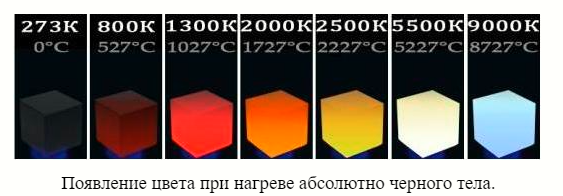 273K 800K 1300K 2000K 2500K 5500K 9000K
0°C 527°C 1027°C 1727°C 2227°C 5227°C 8727°C
Появление цвета при нагреве абсолютно черного тела.